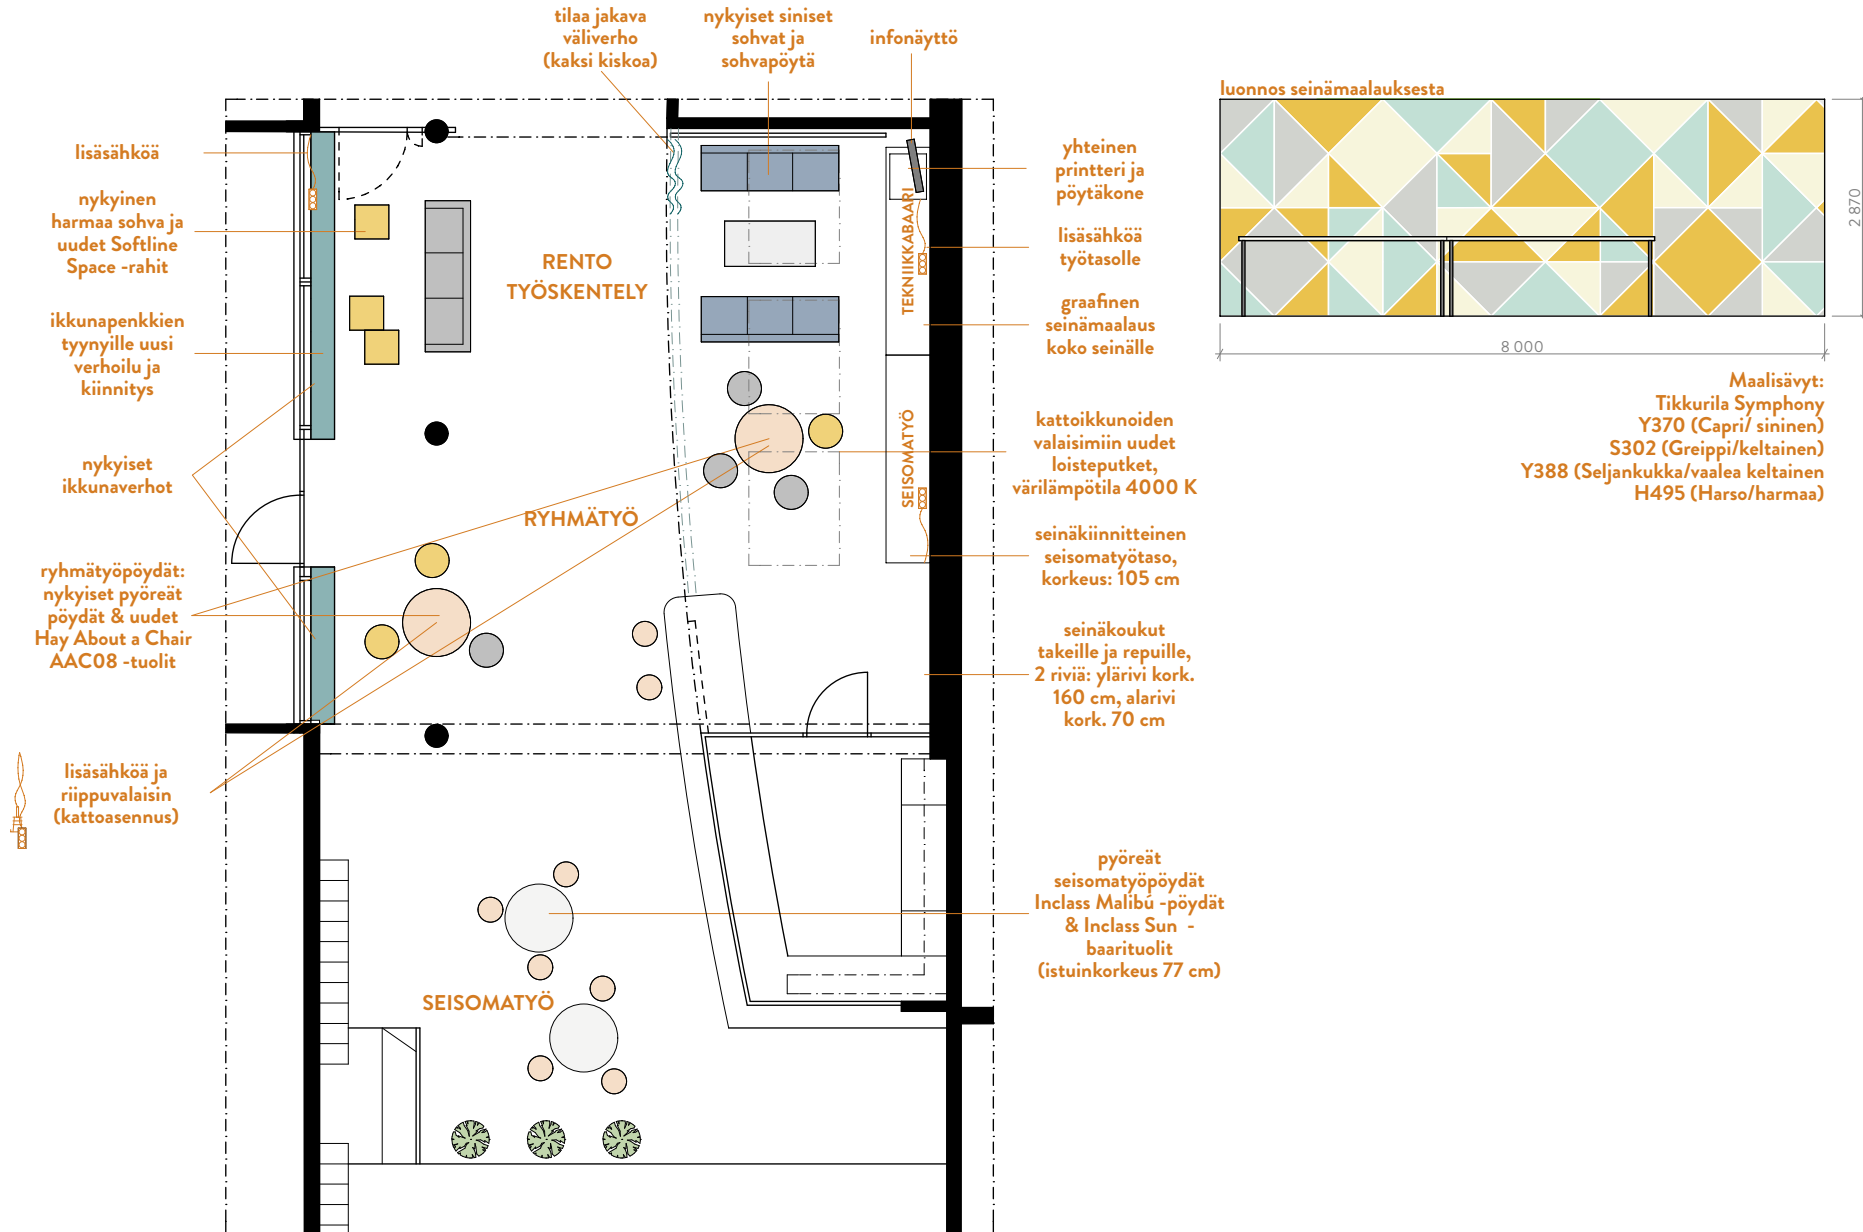 tilaa jakava
väliverho
(kaksi kiskoa)
nykyiset siniset
sohvat ja
sohvapöytä
infonäyttö
lisäsähköä
nykyinen
harmaa sohva ja
uudet Softline
Space -rahit
ikkunapenkkien
tyynyille uusi
verhoilu ja
kiinnitys
nykyiset
ikkunaverhot
ryhmätyöpöydät:
nykyiset pyöreät
pöydät & uudet
Hay About a Chair
AAC08 -tuolit
lisäsähköä ja
riippuvalaisin
(kattoasennus)
RENTO
TYÖSKENTELY
RYHMÄTYÖ
SEISOMATYÖ
TEKNIIKKABAARI
SEISOMATYÖ
yhteinen
printteri ja
pöytäkone
lisäsähköä
työtasolle
graafinen
seinämaalaus
koko seinälle
kattoikkunoiden
valaisimiin uudet
loisteputket,
värilämpötila 4000 K
seinäkiinnitteinen
seisomatyötaso,
korkeus: 105 cm
seinäkoukut
takeille ja repuille,
2 riviä: ylärivi kork.
160 cm, alarivi
kork. 70 cm
pyöreät
seisomatyöpöydät
Inclass Malibú -pöydät
& Inclass Sun -
baarituolit
(istuinkorkeus 77 cm)
luonnos seinämaalauksesta
2 870
8 000
Maalisävyt:
Tikkurila Symphony
Y370 (Capri/ sininen)
S302 (Greippi/keltainen)
Y388 (Seljankukka/vaalea keltainen
H495 (Harso/harmaa)